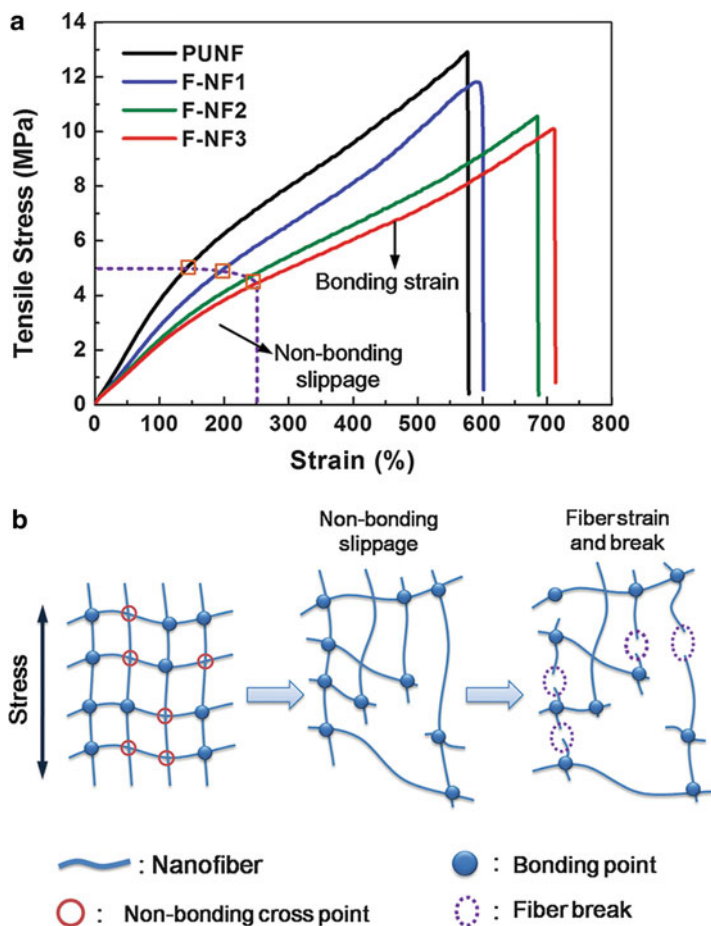 a
14
12
10
8
6
4
2
0
Tensile Stress (MPa)
PUNF
F-NF1
F-NF2
F-NF3
Bonding strain
Non-bonding
slippage
0 100 200 300 400 500 600 700 800
Strain (%)
b
Non-bonding
slippage
Fiber strain
and break
Stress
: Nanofiber
: Bonding point
: Non-bonding cross point
: Fiber break